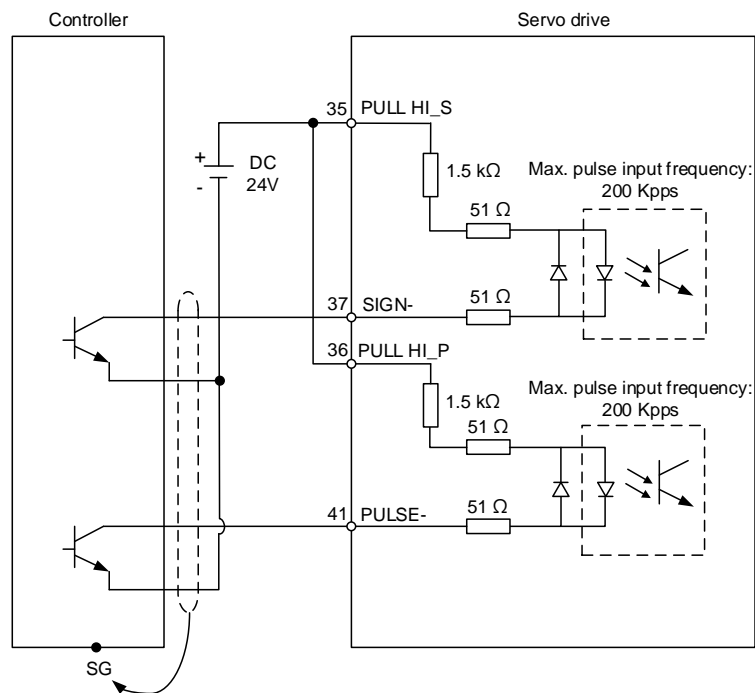 Controller
Servo drive
35
PULL HI_S
+
DC
24V
-
1.5 kΩ
Max. pulse input frequency:
200 Kpps
51 Ω
51 Ω
37
SIGN-
36
PULL HI_P
1.5 kΩ
Max. pulse input frequency:
200 Kpps
51 Ω
51 Ω
41
PULSE-
SG